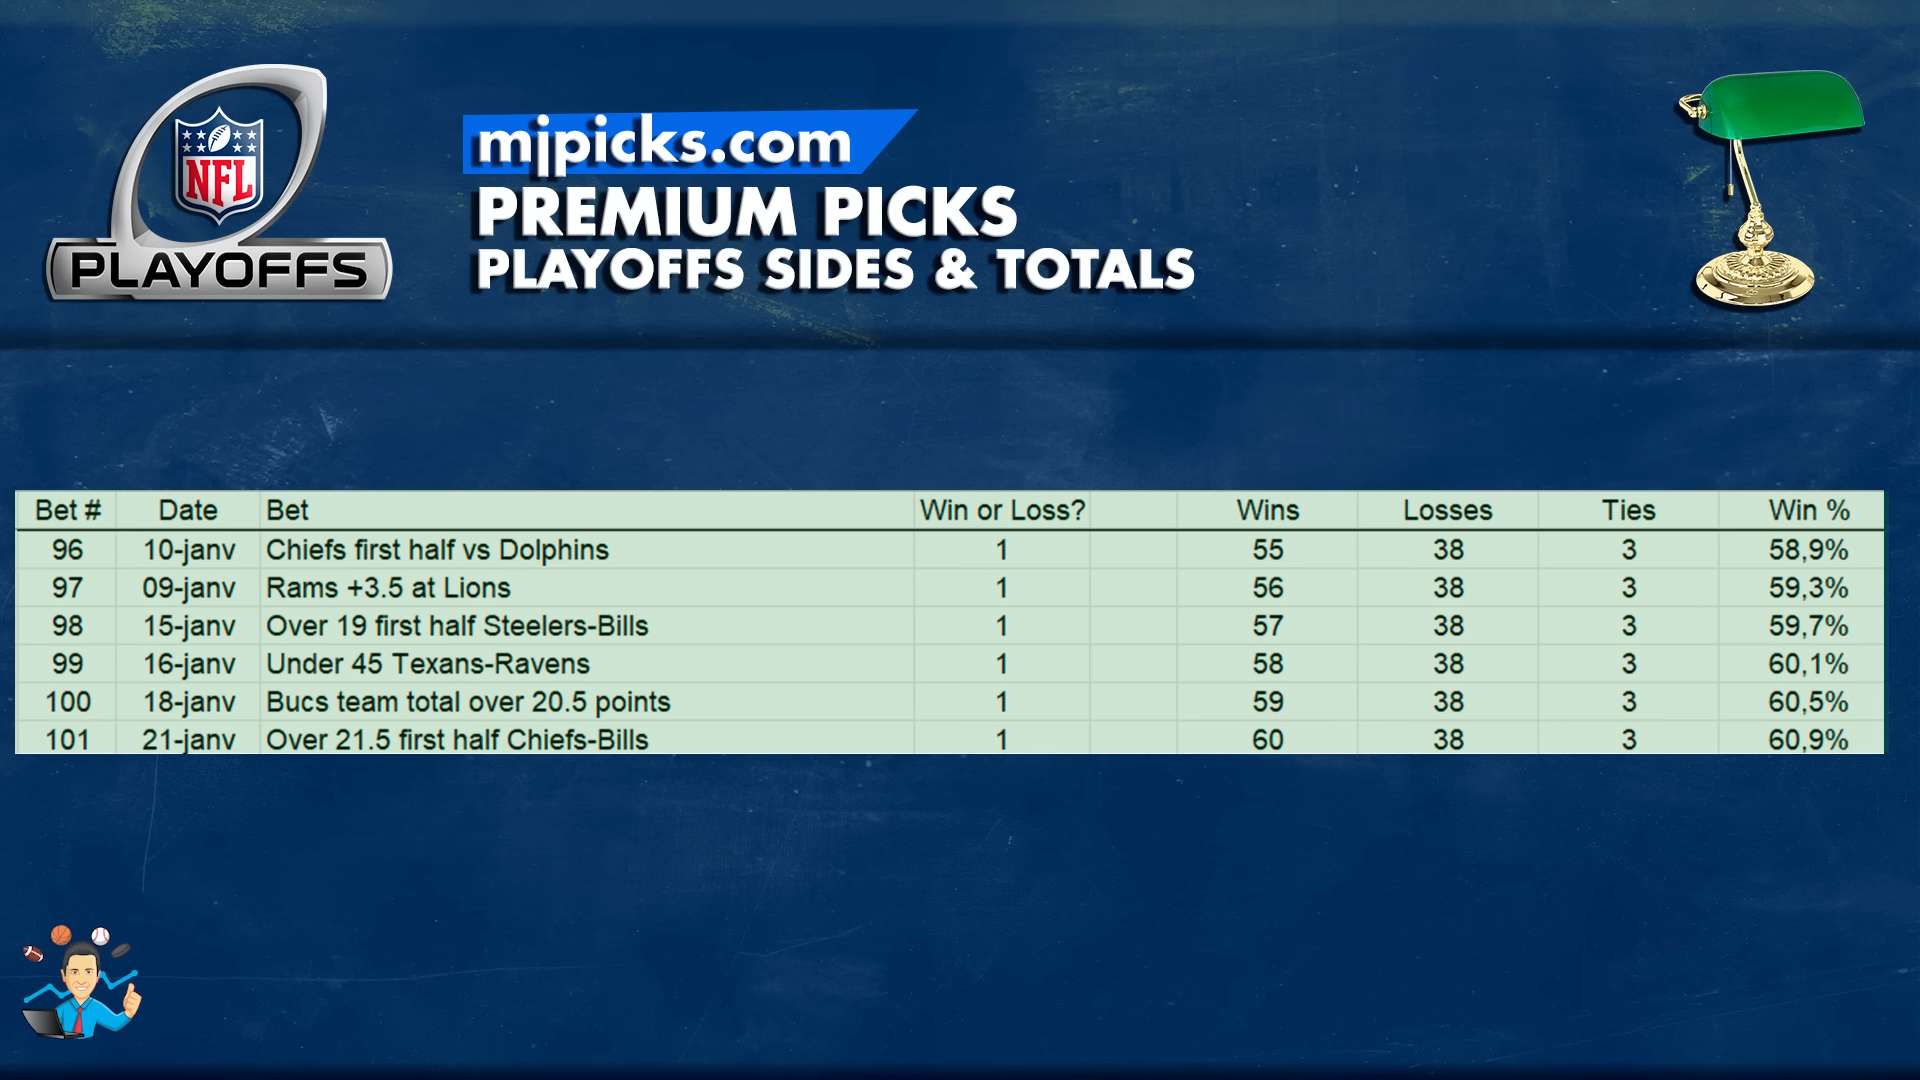 NFL
PLAYOFFS
mjpicks.com
PREMIUM PICKS
PLAYOFFS SIDES & TOTALS
Bet # Date Bet Win or Loss? Wins Losses Ties Win %
96 10-janv Chiefs first half vs Dolphins 1 55 38 3 58,9%
97 09-janv Rams +3.5 at Lions 1 56 38 3 59,3%
98 15-janv Over 19 first half Steelers-Bills 1 57 38 3 59,7%
99 16-janv Under 45 Texans-Ravens 1 58 38 3 60,1%
100 18-janv Bucs team total over 20.5 points 1 59 38 3 60,5%
101 21-janv Over 21.5 first half Chiefs-Bills 1 60 38 3 60,9%